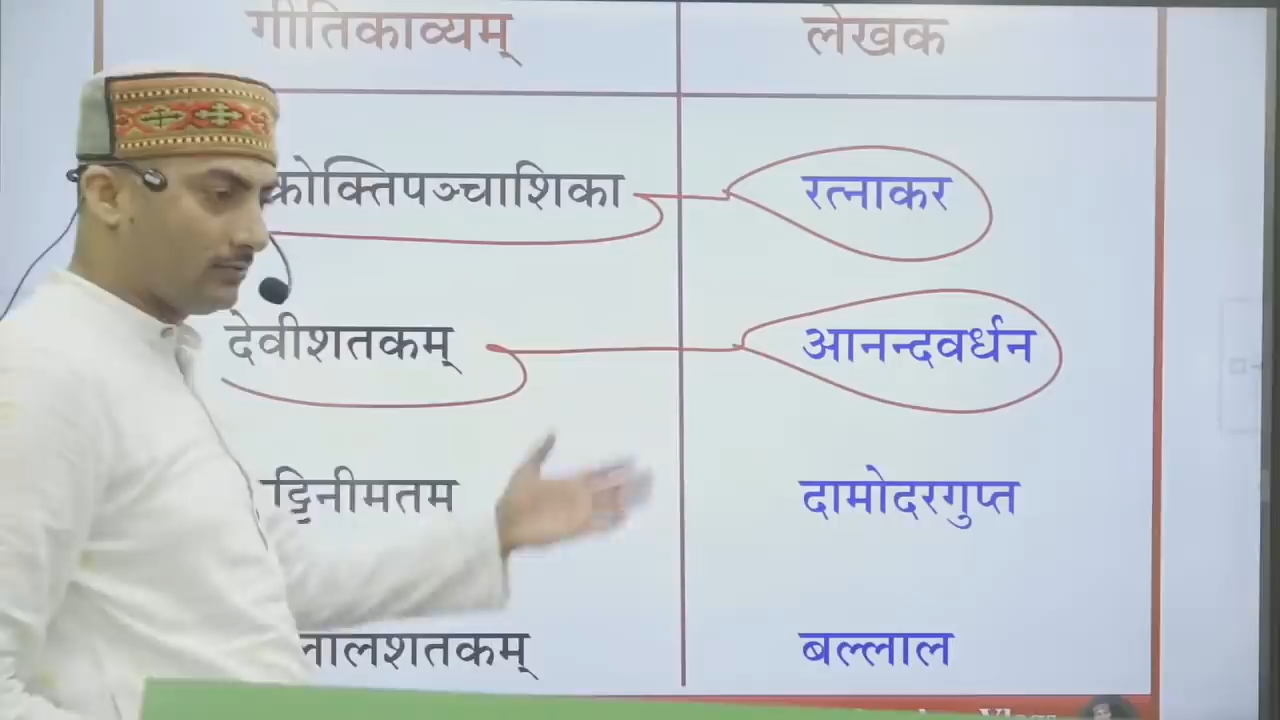 गीतिकाव्यम् लेखक
क्रोक्तिपञ्चाशिका रत्नाकर
देवीशतकम् आनन्दवर्धन
ट्टिनीमतम दामोदरगुप्त
लालशतकम् बल्लाल